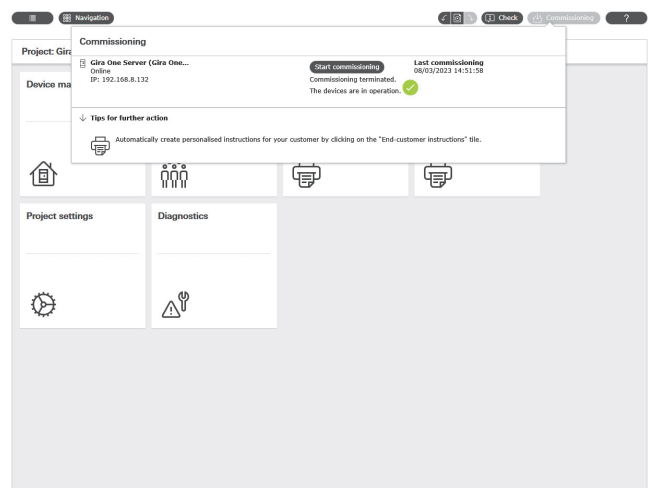 Navigation
Check
Commissioning
?
Project: Gira
Commissioning
Gira One Server (Gira One...
Online
IP: 192.168.8.132
Start commissioning
Commissioning terminated.
The devices are in operation.
Last commissioning
08/03/2023 14:51:58
Device ma
Tips for further action
Automatically create personalised instructions for your customer by clicking on the "End-customer instructions" tile.
Project settings
Diagnostics